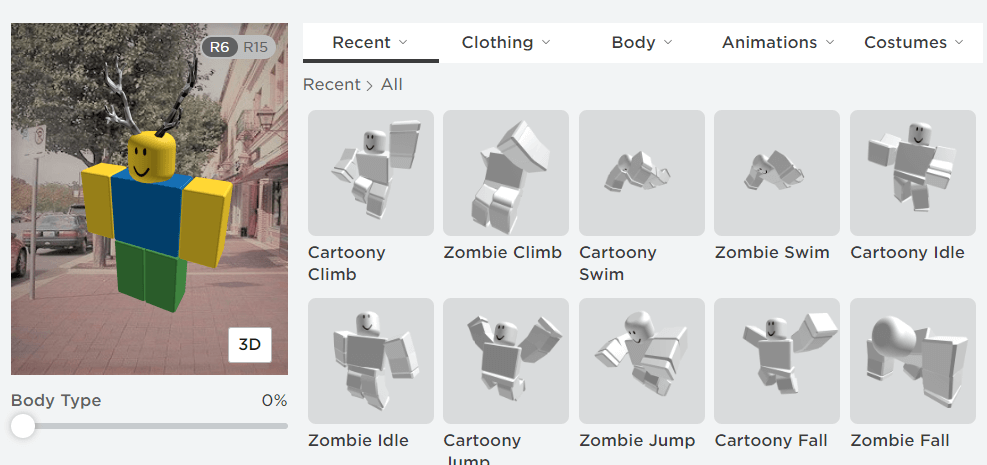 R6 R15
Recent
Clothing
Body
Animations
Costumes
Recent > All
3D
Body Type 0%
Cartoony
Climb
Zombie Climb
Cartoony
Swim
Zombie Swim
Cartoony Idle
Zombie Idle
Cartoony
Jump
Zombie Jump
Cartoony Fall
Zombie Fall